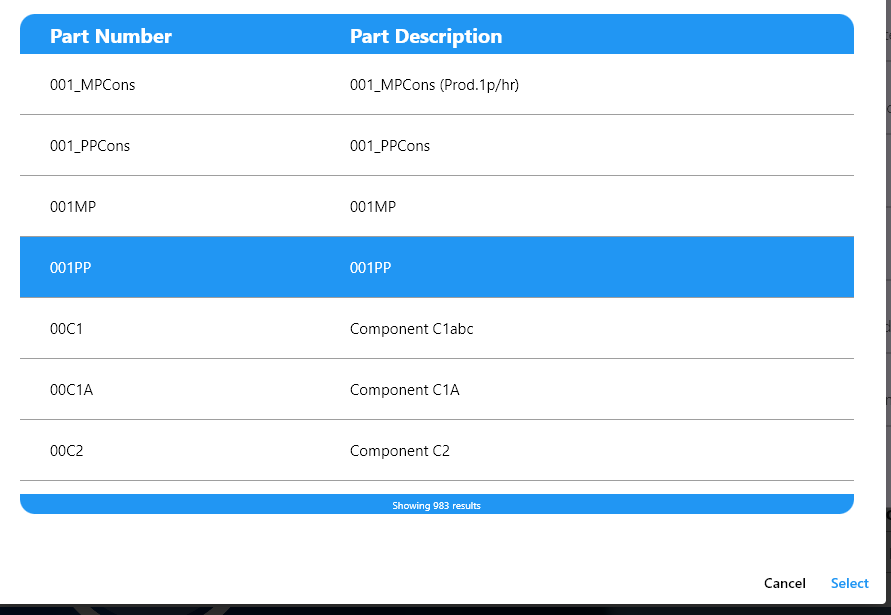 Part Number Part Description
001_MPCons 001_MPCons (Prod.1p/hr)
001_PPCons 001_PPCons
001MP 001MP
001PP 001PP
00C1 Component C1abc
00C1A Component C1A
00C2 Component C2
Showing 983 results
Cancel Select